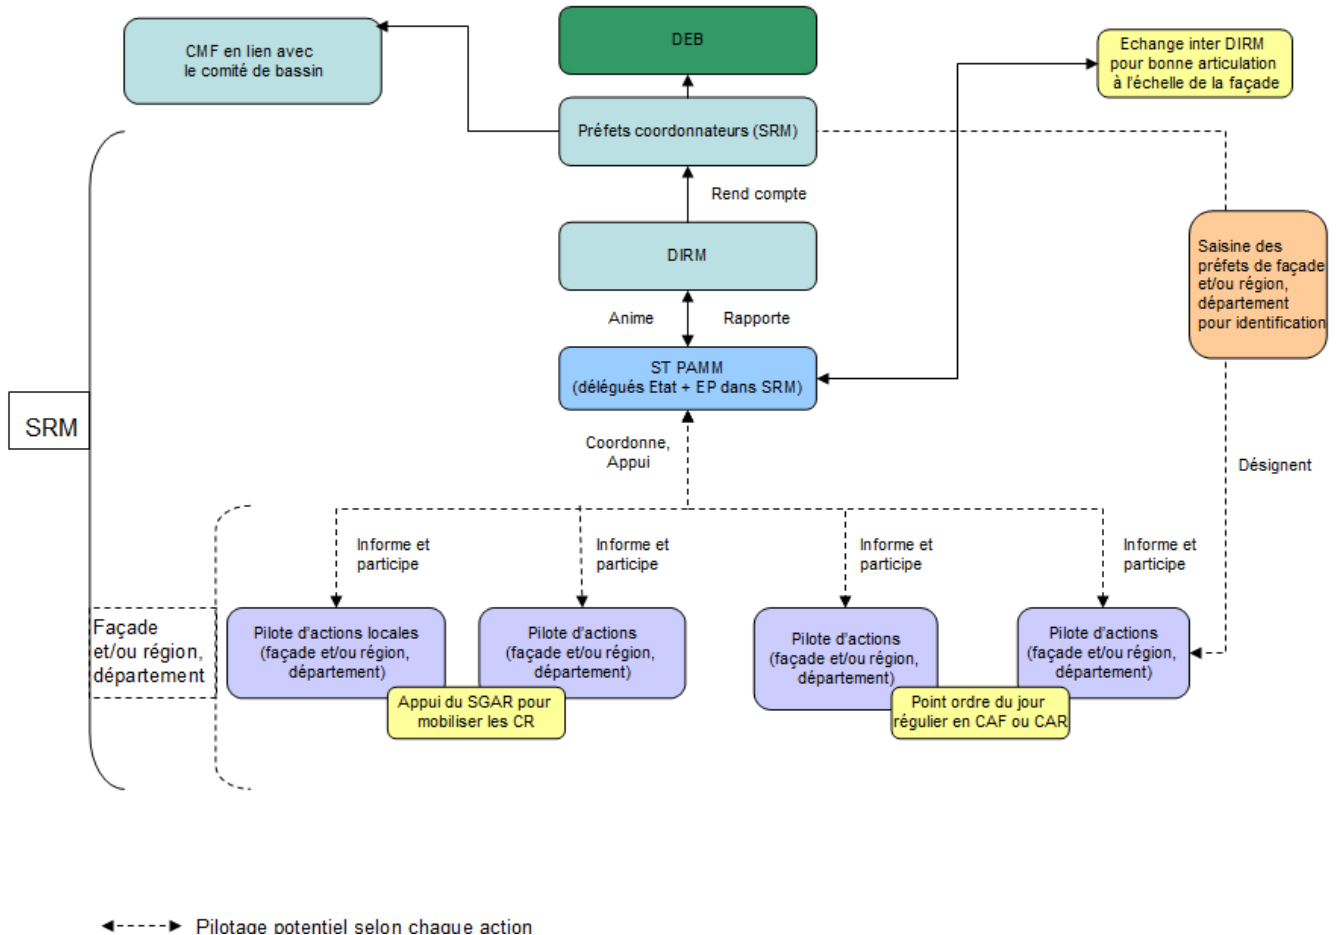 DEB
CMF en lien avec
le comité de bassin
Echange inter DIRM
pour bonne articulation
à l'échelle de la façade
Préfets coordonnateurs (SRM)
Rend compte
DIRM
Saisine des
préfets de façade
et/ou région,
département
pour identification
Anime
Rapporte
ST PAMM
(délégués Etat + EP dans SRM)
SRM
Coordonne,
Appui
Désignent
Informe et
participe
Informe et
participe
Informe et
participe
Informe et
participe
Façade
et/ou région,
département
Pilote d'actions locales
(façade et/ou région,
département)
Pilote d'actions
(façade et/ou région,
département)
Pilote d'actions
(façade et/ou région,
département)
Pilote d'actions
(façade et/ou région,
département)
Appui du SGAR pour
mobiliser les CR
Point ordre du jour
régulier en CAF ou CAR
Pilotage potentiel selon chaque action